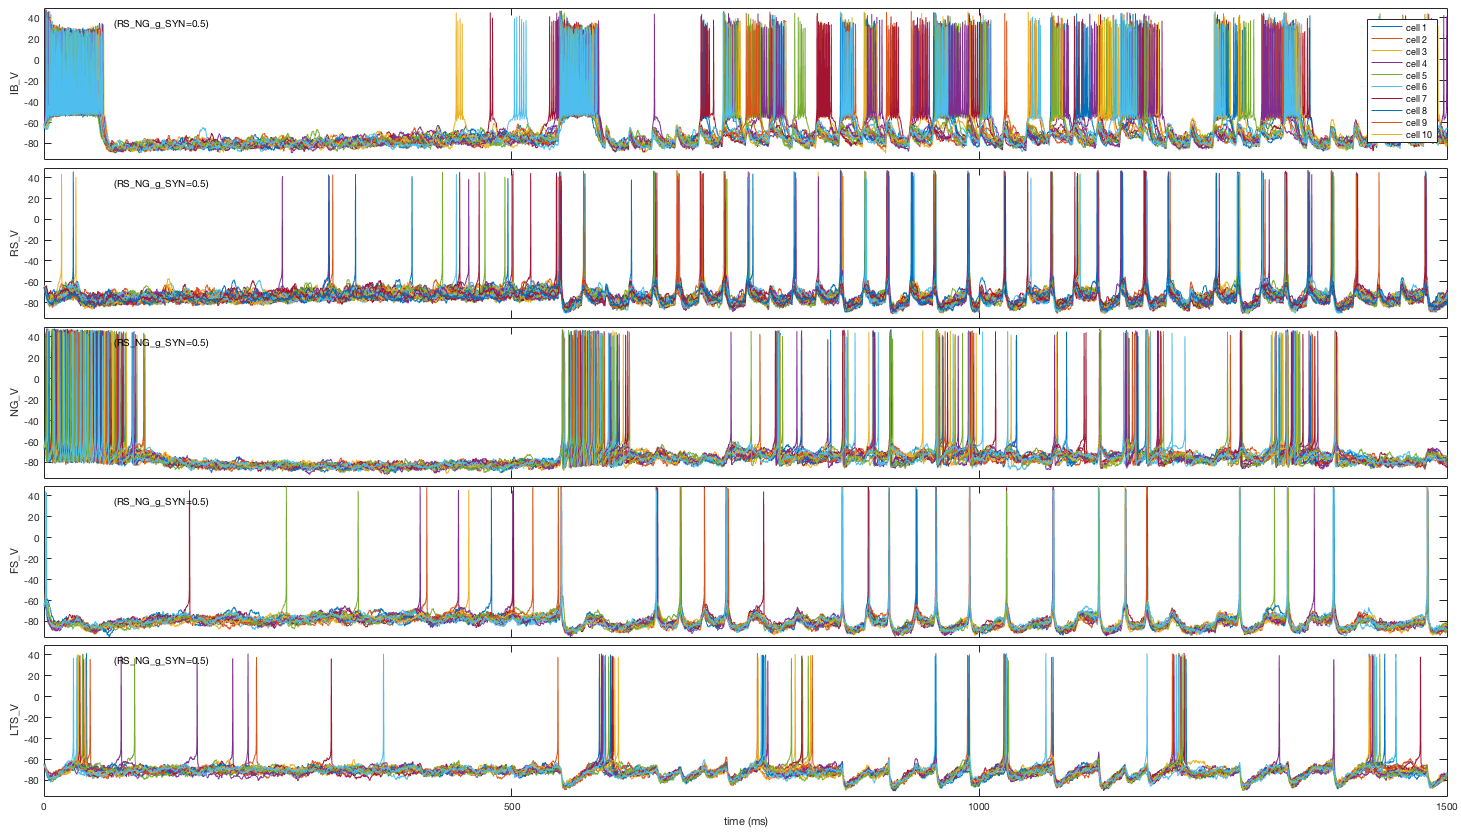 (RS_NG_g_SYN=0.5)
IB_V
40
20
0
-20
-40
-60
-80
cell 1
cell 2
cell 3
cell 4
cell 5
cell 6
cell 7
cell 8
cell 9
cell 10
(RS_NG_g_SYN=0.5)
RS_V
40
20
0
-20
-40
-60
-80
(RS_NG_g_SYN=0.5)
NG_V
40
20
0
-20
-40
-60
-80
(RS_NG_g_SYN=0.5)
FS_V
40
20
0
-20
-40
-60
-80
(RS_NG_g_SYN=0.5)
LTS_V
40
20
0
-20
-40
-60
-80
0 500 1000 1500
time (ms)